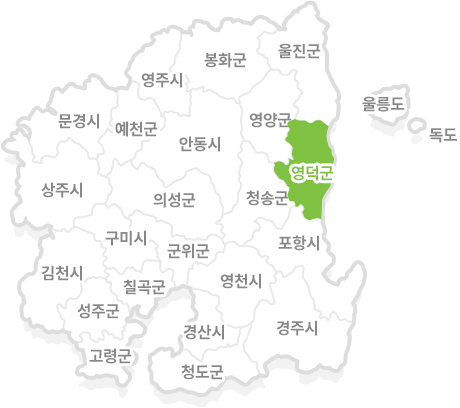 울진군
봉화군
영주시
울릉도
문경시
예천군
영양군
독도
안동시
영덕군
상주시
의성군
청송군
구미시
군위군
포항시
김천시
칠곡군
영천시
성주군
경산시
경주시
고령군
청도군